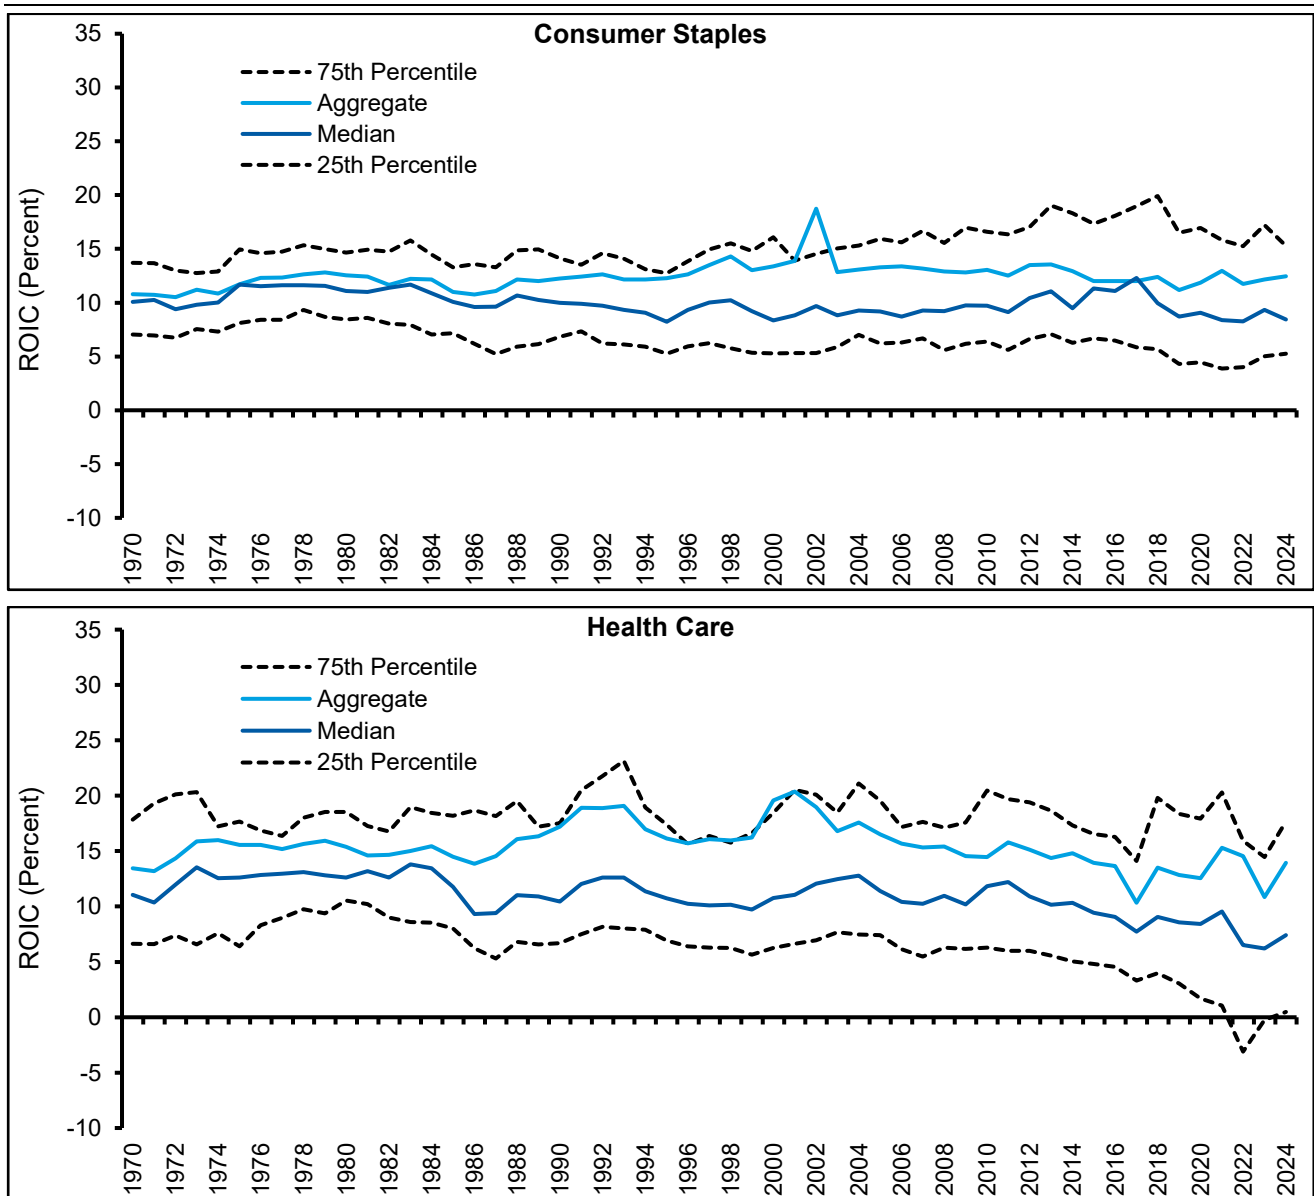 Consumer Staples
75th Percentile
Aggregate
Median
25th Percentile
ROIC (Percent)
35
30
25
20
15
10
5
0
-5
-10
1970 1972 1974 1976 1978 1980 1982 1984 1986 1988 1990 1992 1994 1996 1998 2000 2002 2004 2006 2008 2010 2012 2014 2016 2018 2020 2022 2024
Health Care
75th Percentile
Aggregate
Median
25th Percentile
ROIC (Percent)
35
30
25
20
15
10
5
0
-5
-10
1970 1972 1974 1976 1978 1980 1982 1984 1986 1988 1990 1992 1994 1996 1998 2000 2002 2004 2006 2008 2010 2012 2014 2016 2018 2020 2022 2024